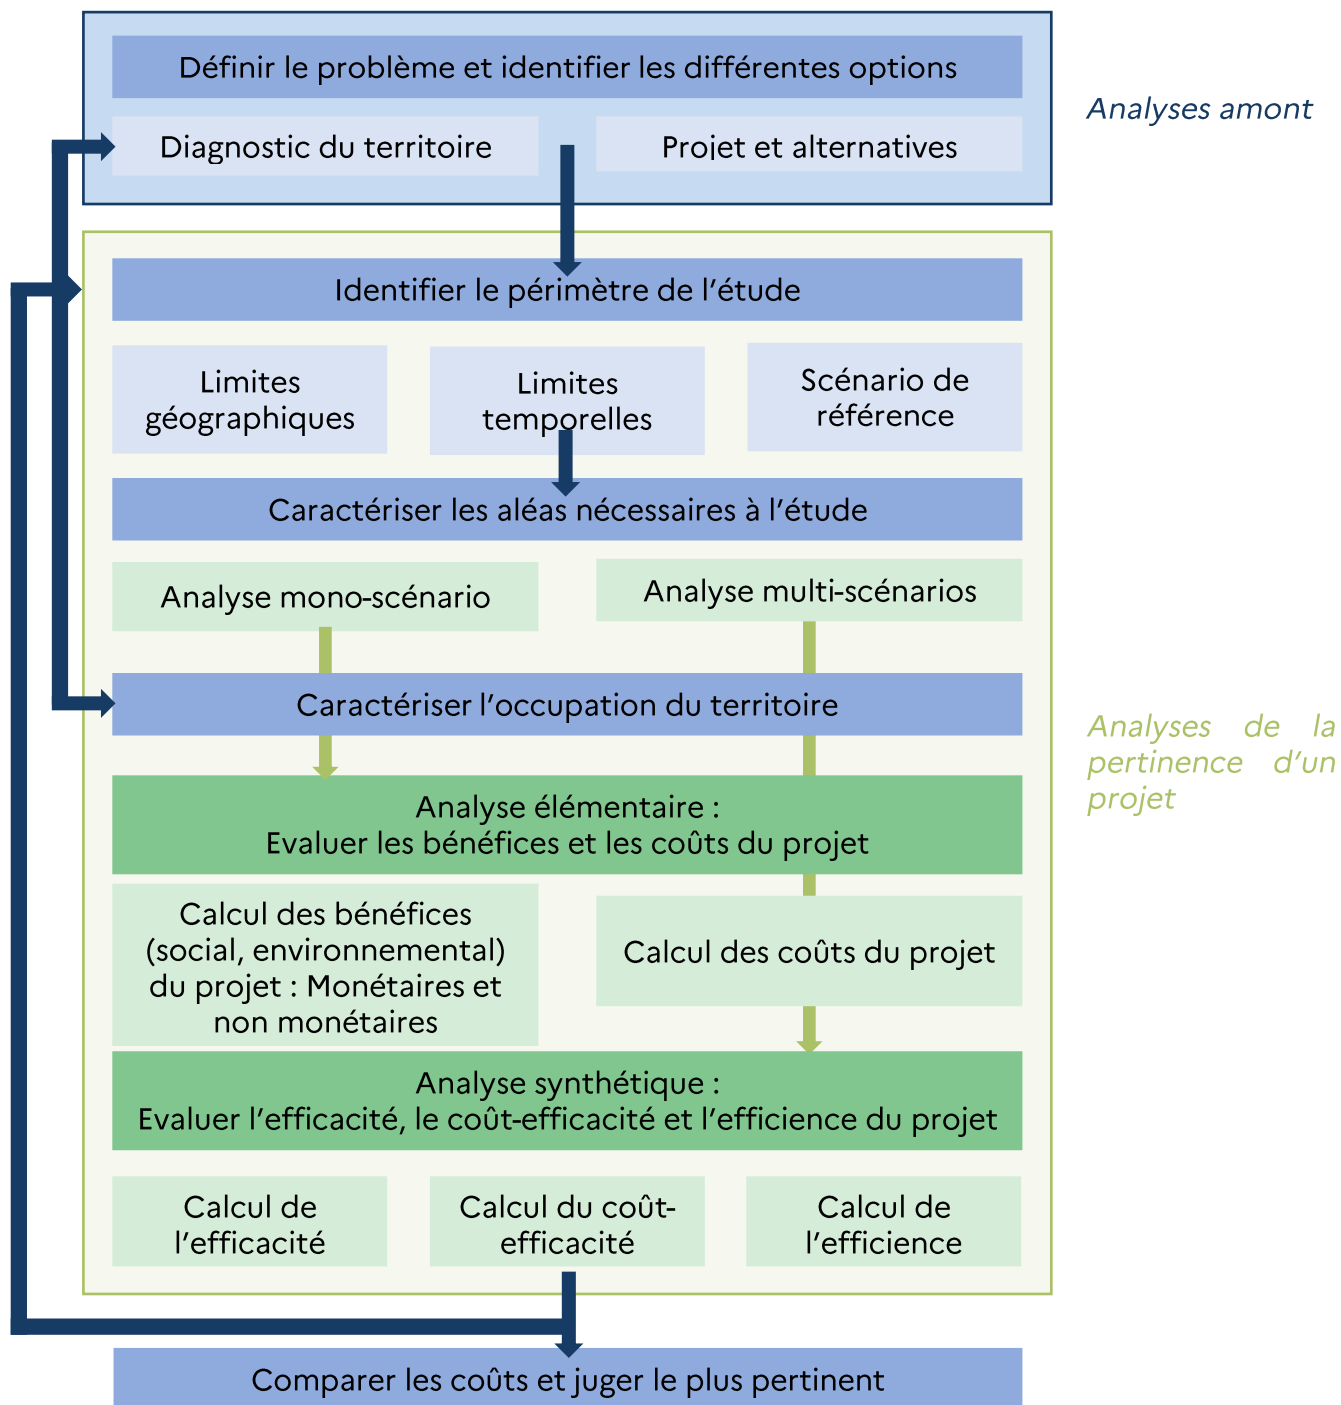 Définir le problème et identifier les différentes options
Analyses amont
Diagnostic du territoire
Projet et alternatives
Identifier le périmètre de l'étude
Limites
géographiques
Limites
temporelles
Scénario de
référence
Caractériser les aléas nécessaires à l'étude
Analyse mono-scénario
Analyse multi-scénarios
Caractériser l'occupation du territoire
Analyses de la
pertinence d'un
projet
Analyse élémentaire :
Evaluer les bénéfices et les coûts du projet
Calcul des bénéfices
(social, environnemental)
du projet : Monétaires et
non monétaires
Calcul des coûts du projet
Analyse synthétique :
Evaluer l'efficacité, le coût-efficacité et l'efficience du projet
Calcul de
l'efficacité
Calcul du coût-
efficacité
Calcul de
l'efficience
Comparer les coûts et juger le plus pertinent